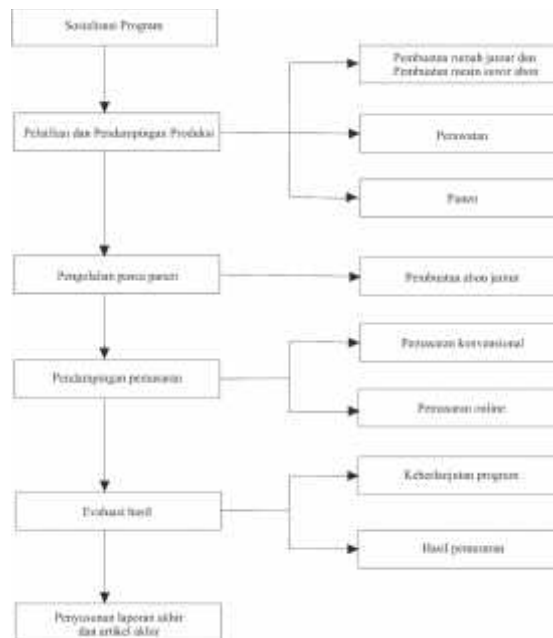 Sosialisasi Program
Pembuatan rumah jamur dan
Pembuatan mesin abon
Pelatihan dan Pendampingan Produksi
Perawatan
Panen
Pengolahan pasca panen
Pembuatan abon jamur
Pemasaran konvensional
Pendampingan pemasaran
Pemasaran online
Keberlanjutan program
Evaluasi hasil
Hasil pemasaran
Penyusunan laporan akhir
dan artikel akhir